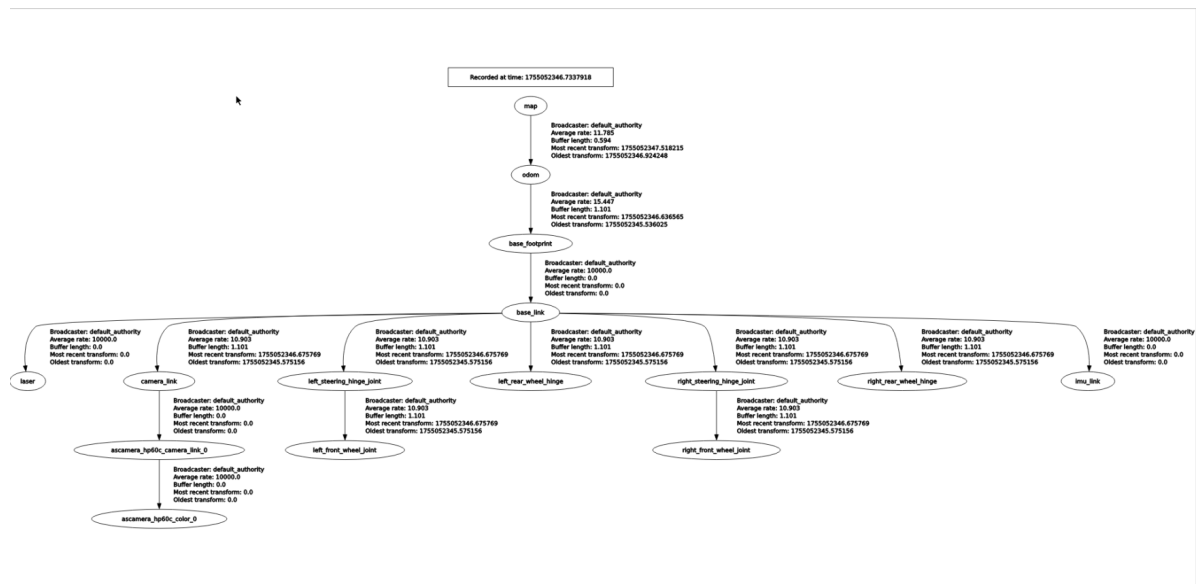 Recorded at time: 1755052346.7337918
map
Broadcaster: default_authority
Average rate: 11.785
Buffer length: 0.594
Most recent transform: 1755052347.518215
Oldest transform: 1755052346.924248
odom
Broadcaster: default_authority
Average rate: 15.447
Buffer length: 1.101
Most recent transform: 1755052346.636565
Oldest transform: 1755052345.536025
base_footprint
Broadcaster: default_authority
Average rate: 10000.0
Buffer length: 0.0
Most recent transform: 0.0
Oldest transform: 0.0
base_link
Broadcaster: default_authority
Average rate: 10000.0
Buffer length: 0.0
Most recent transform: 0.0
Oldest transform: 0.0
laser
Broadcaster: default_authority
Average rate: 10.903
Buffer length: 1.101
Most recent transform: 1755052346.675769
Oldest transform: 1755052345.575156
camera_link
Broadcaster: default_authority
Average rate: 10.903
Buffer length: 1.101
Most recent transform: 1755052346.675769
Oldest transform: 1755052345.575156
left_steering_hinge_joint
Broadcaster: default_authority
Average rate: 10.903
Buffer length: 1.101
Most recent transform: 1755052346.675769
Oldest transform: 1755052345.575156
left_rear_wheel_hinge
Broadcaster: default_authority
Average rate: 10.903
Buffer length: 1.101
Most recent transform: 1755052346.675769
Oldest transform: 1755052345.575156
right_steering_hinge_joint
Broadcaster: default_authority
Average rate: 10.903
Buffer length: 1.101
Most recent transform: 1755052346.675769
Oldest transform: 1755052345.575156
right_rear_wheel_hinge
Broadcaster: default_authority
Average rate: 10000.0
Buffer length: 0.0
Most recent transform: 0.0
Oldest transform: 0.0
imu_link
Broadcaster: default_authority
Average rate: 10000.0
Buffer length: 0.0
Most recent transform: 0.0
Oldest transform: 0.0
ascamera_hp60c_camera_link_0
Broadcaster: default_authority
Average rate: 10.903
Buffer length: 1.101
Most recent transform: 1755052346.675769
Oldest transform: 1755052345.575156
left_front_wheel_joint
Broadcaster: default_authority
Average rate: 10.903
Buffer length: 1.101
Most recent transform: 1755052346.675769
Oldest transform: 1755052345.575156
right_front_wheel_joint
Broadcaster: default_authority
Average rate: 10000.0
Buffer length: 0.0
Most recent transform: 0.0
Oldest transform: 0.0
ascamera_hp60c_color_0